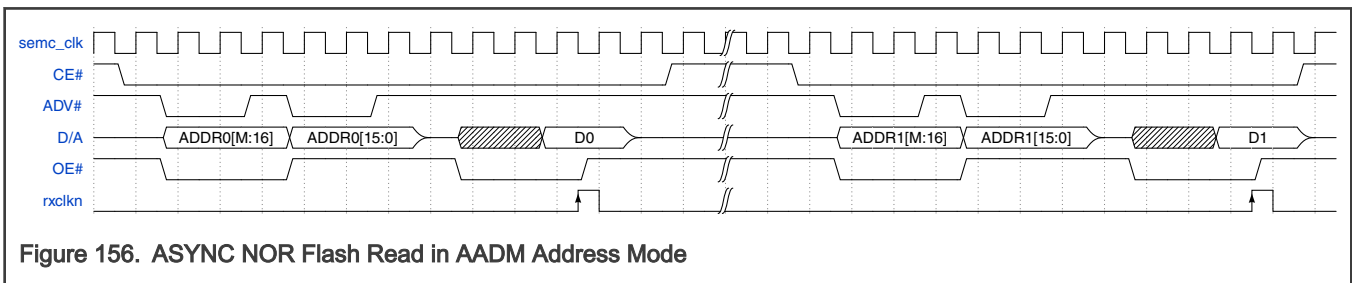 semc_clk
CE#
ADV#
D/A ADDR0[M:16] ADDR0[15:0] D0 ADDR1[M:16] ADDR1[15:0] D1
OE#
rxclkn
Figure 156. ASYNC NOR Flash Read in AADM Address Mode